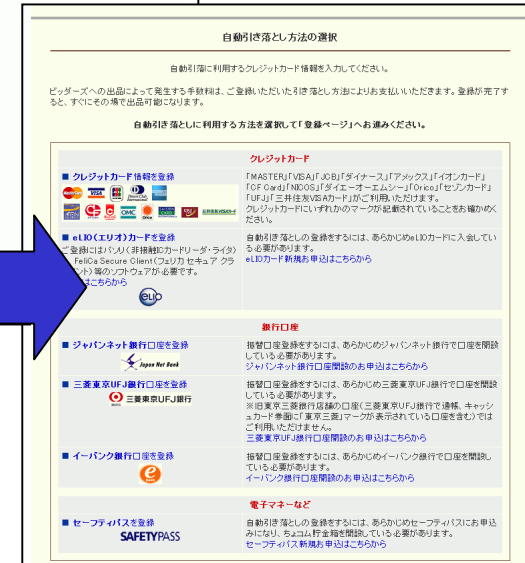 自動引き落とし方法の選択
自動引落に利用するクレジットカード情報を入力してください。
ビッダーズへの出品によって発生する手数料は、ご登録いただいた引き落とし方法によりお支払いいただきます。登録が完了す
ると、すぐにその場で出品可能になります。
自動引き落としに利用する方法を選択して「登録ページ」へお進みください。
クレジットカード
■ クレジットカード情報を登録
VISA
JCB
OMC
三井住友VISAカード
「MASTER」「VISA」「JCB」「ダイナース」「アメックス」「イオンカード」
「CF Card」「NICOS」「ダイエーオーエムシー」「Orico」「セゾンカード」
「UFJ」「三井住友VISAカード」がご利用いただけます。
クレジットカードにいずれかのマークが記載されていることをお確かめく
ださい。
■ eLIO(エリオ)カードを登録
ご登録にはパソリ(非接触ICカードリーダ・ライタ)
FeliCa Secure Client(フェリカ セキュア クラ
ント)等のソフトウェアが必要です。
はこちらから
eLIO
自動引き落としの登録をするには、あらかじめeLIOカードに入会してい
る必要があります。
eLIOカード新規お申込はこちらから
銀行口座
■ ジャパンネット銀行口座を登録
Japan Net Bank
振替口座登録をするには、あらかじめジャパンネット銀行で口座を開設
している必要があります。
ジャパンネット銀行口座開設のお申込はこちらから
■ 三菱東京UFJ銀行口座を登録
三菱東京UFJ銀行
振替口座登録をするには、あらかじめ三菱東京UFJ銀行で口座を開設
している必要があります。
※旧東京三菱銀行店舗の口座(三菱東京UFJ銀行で通帳、キャッシ
ュカード券面に「東京三菱」マークが表示されている口座を含む)では
ご利用いただけません。
三菱東京UFJ銀行口座開設のお申込はこちらから
■ イーバンク銀行口座を登録
振替口座登録をするには、あらかじめイーバンク銀行で口座を開設し
ている必要があります。
イーバンク銀行口座開設のお申込はこちらから
電子マネーなど
■ セーフティパスを登録
SAFETYPASS
自動引き落としの登録をするには、あらかじめセーフティパスにお申込
みになり、ちょコム貯金箱を開設している必要があります。
セーフティパス新規お申込はこちらから